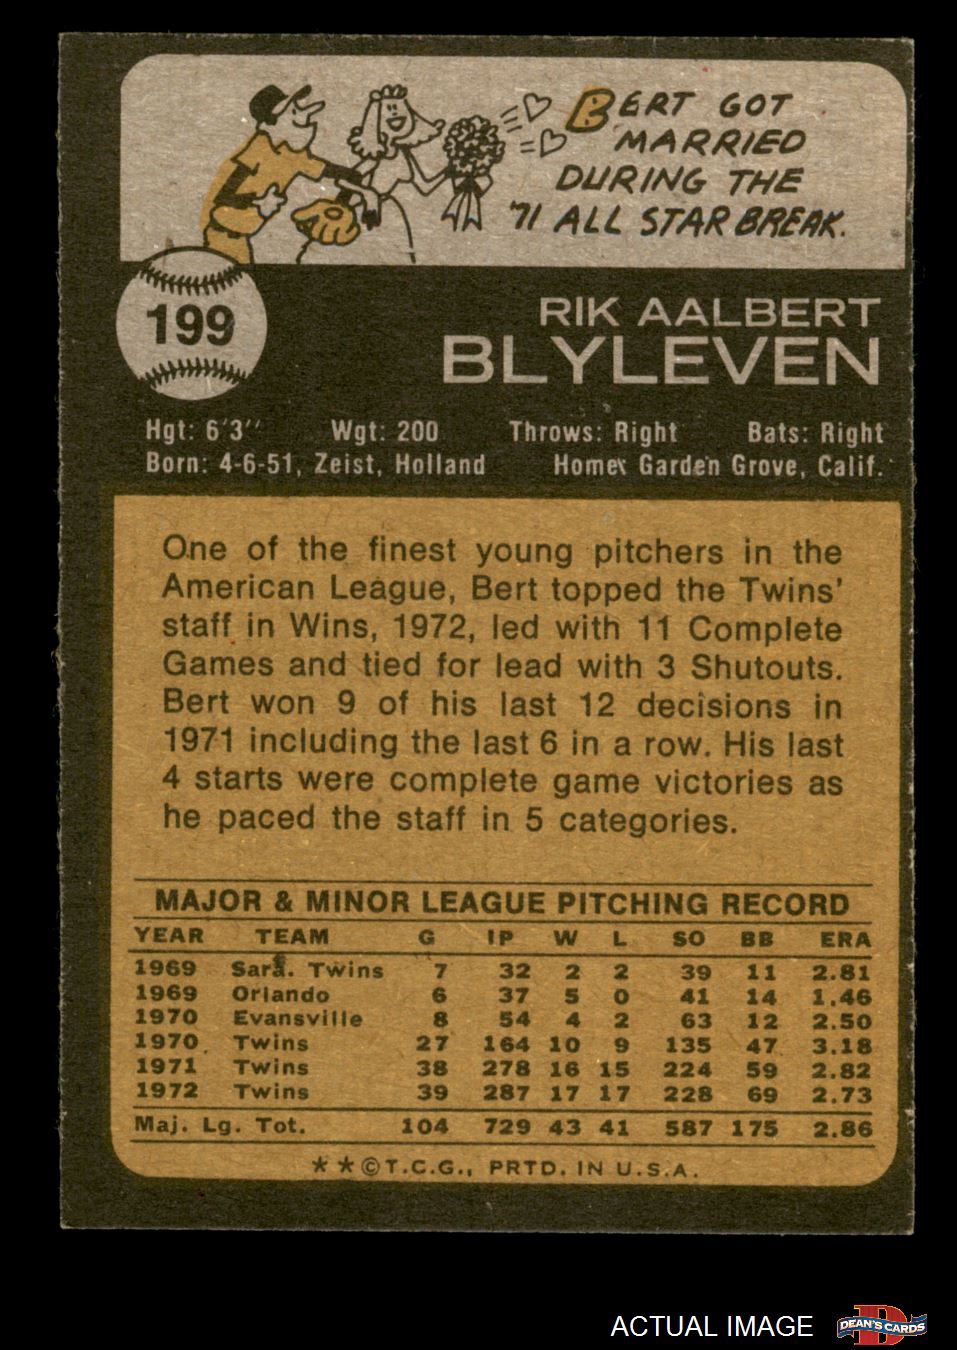 BERT GOT
MARRIED
DURING THE
'71 ALL STAR BREAK.
199
RIK AALBERT
BLYLEVEN
Hgt: 6'3" Wgt: 200 Throws: Right Bats: Right
Born: 4-6-51, Zeist, Holland Home: Garden Grove, Calif.
One of the finest young pitchers in the
American League, Bert topped the Twins'
staff in Wins, 1972, led with 11 Complete
Games and tied for lead with 3 Shutouts.
Bert won 9 of his last 12 decisions in
1971 including the last 6 in a row. His last
4 starts were complete game victories as
he paced the staff in 5 categories.
MAJOR & MINOR LEAGUE PITCHING RECORD
YEAR TEAM G IP W L SO BB ERA
1969 Sara. Twins 7 32 2 2 39 11 2.81
1969 Orlando 6 37 5 0 41 14 1.46
1970 Evansville 8 54 4 2 63 12 2.50
1970 Twins 27 164 10 9 135 47 3.18
1971 Twins 38 278 16 15 224 59 2.82
1972 Twins 39 287 17 17 228 69 2.73
Maj. Lg. Tot. 104 729 43 41 587 175 2.86
**©T.C.G., PRTD. IN U.S.A.
ACTUAL IMAGE
D
DEAN'S CARDS